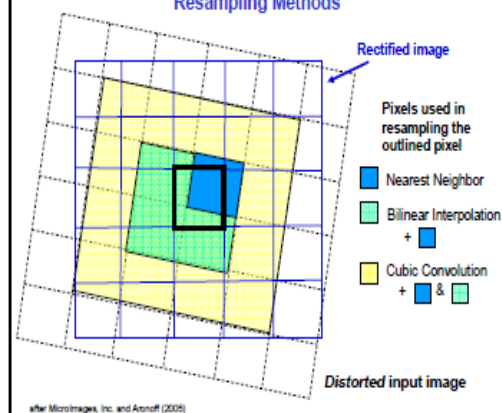 Resampling Methods
Rectified image
Pixels used in
resampling the
outlined pixel
Nearest Neighbor
Bilinear Interpolation
+
Cubic Convolution
+ &
Distorted input image
after MicroImages, Inc. and Aronoff (2005)